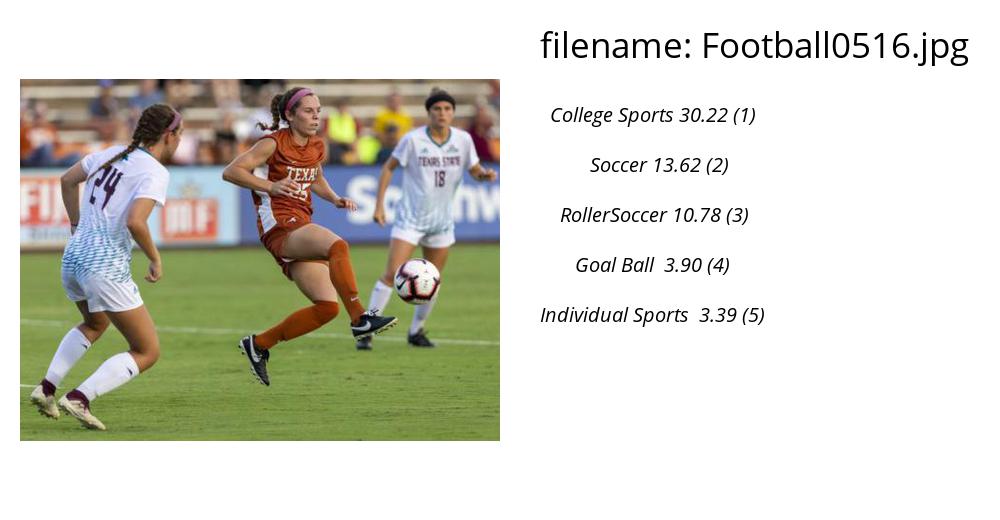 filename: Football0516.jpg
College Sports 30.22 (1)
Soccer 13.62 (2)
RollerSoccer 10.78 (3)
Goal Ball 3.90 (4)
Individual Sports 3.39 (5)
24
TEXAS
TEXAS STATE
18